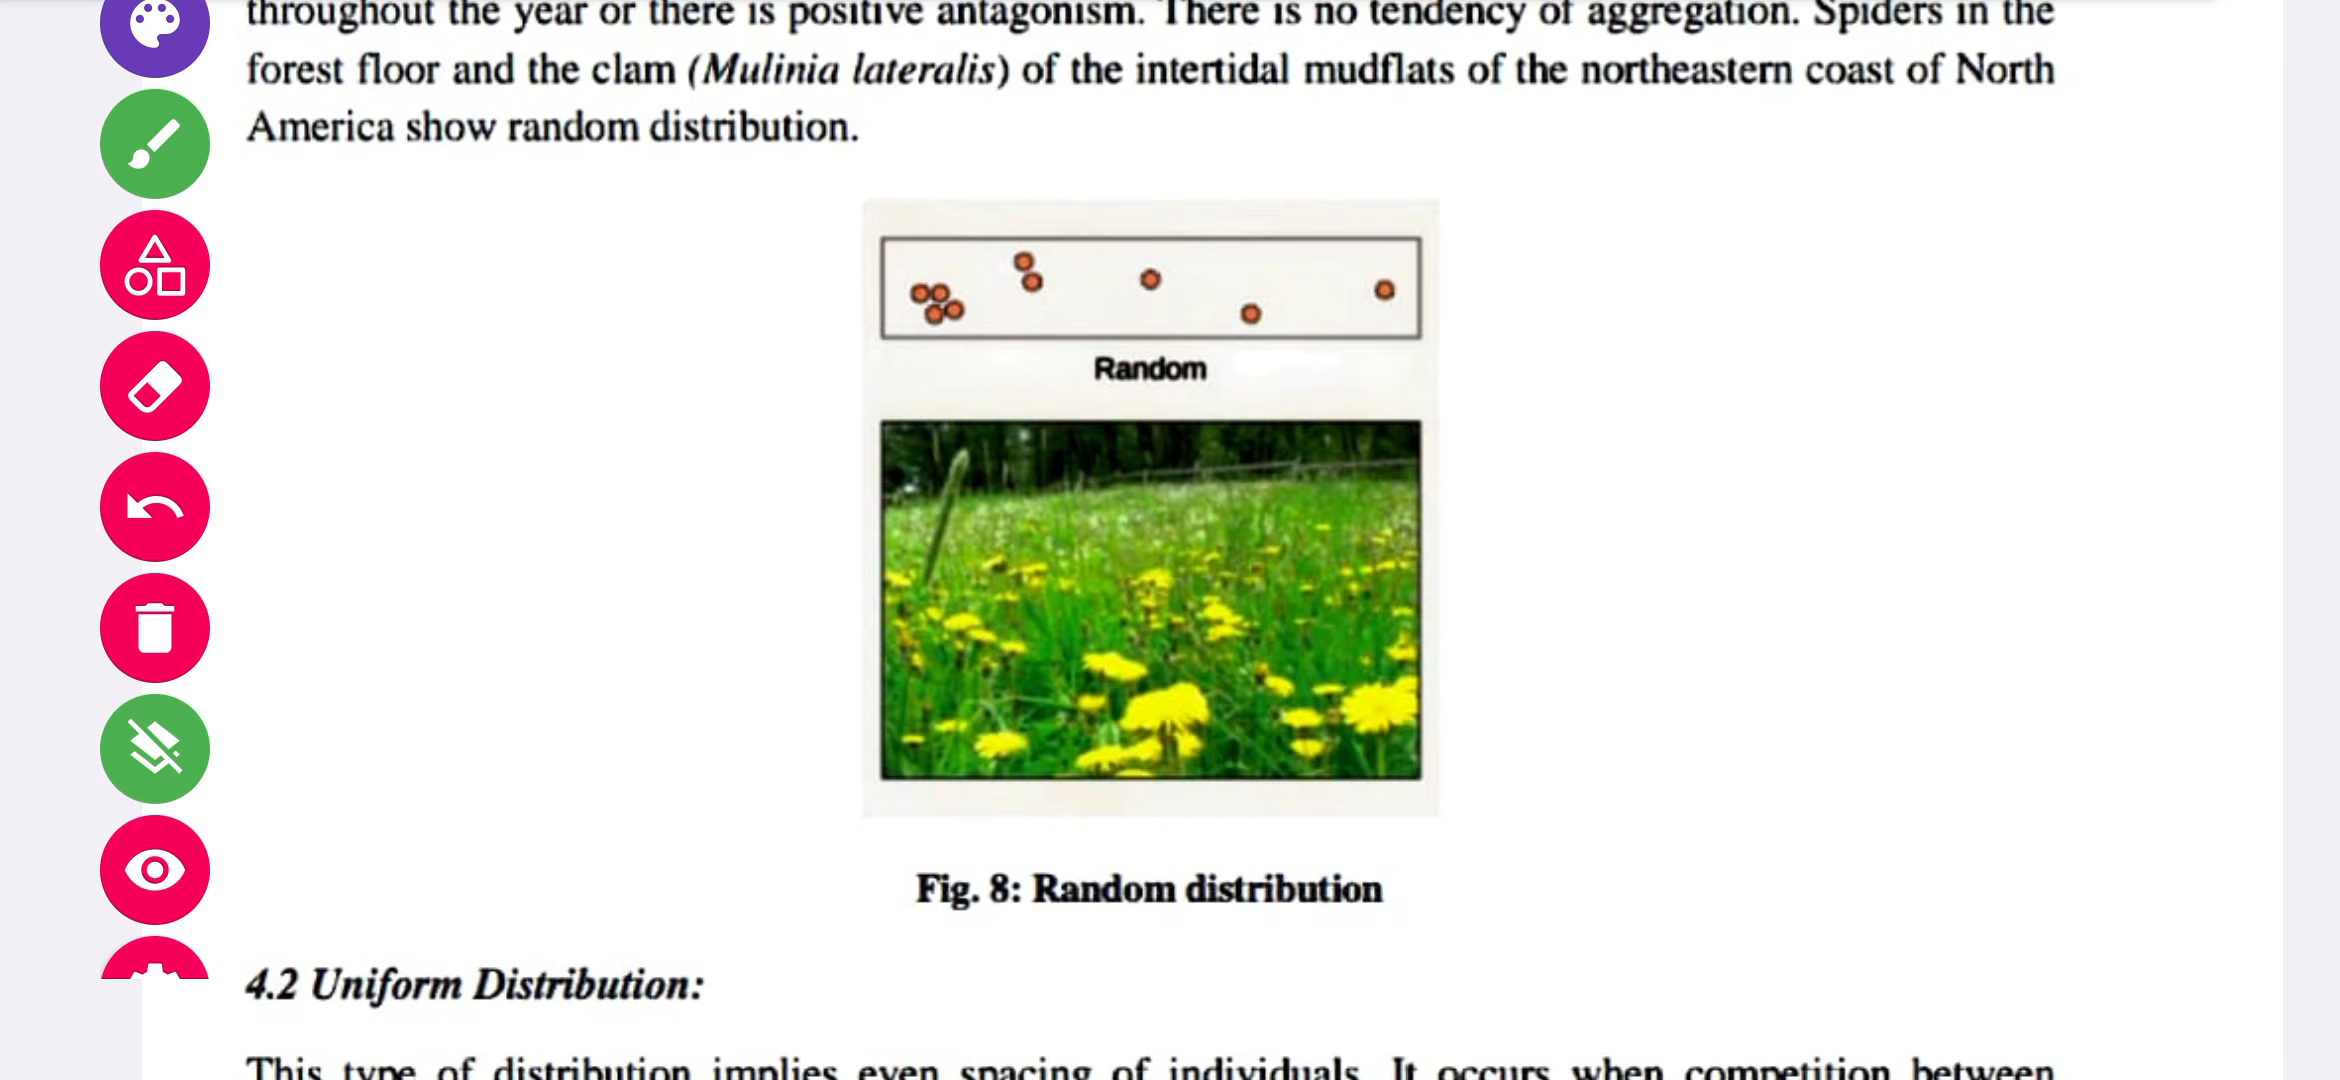 throughout the year or there is positive antagonism. There is no tendency of aggregation. Spiders in the
forest floor and the clam (Mulinia lateralis) of the intertidal mudflats of the northeastern coast of North
America show random distribution.
Random
Fig. 8: Random distribution
4.2 Uniform Distribution:
This type of distribution implies even spacing of individuals. It occurs when competition between